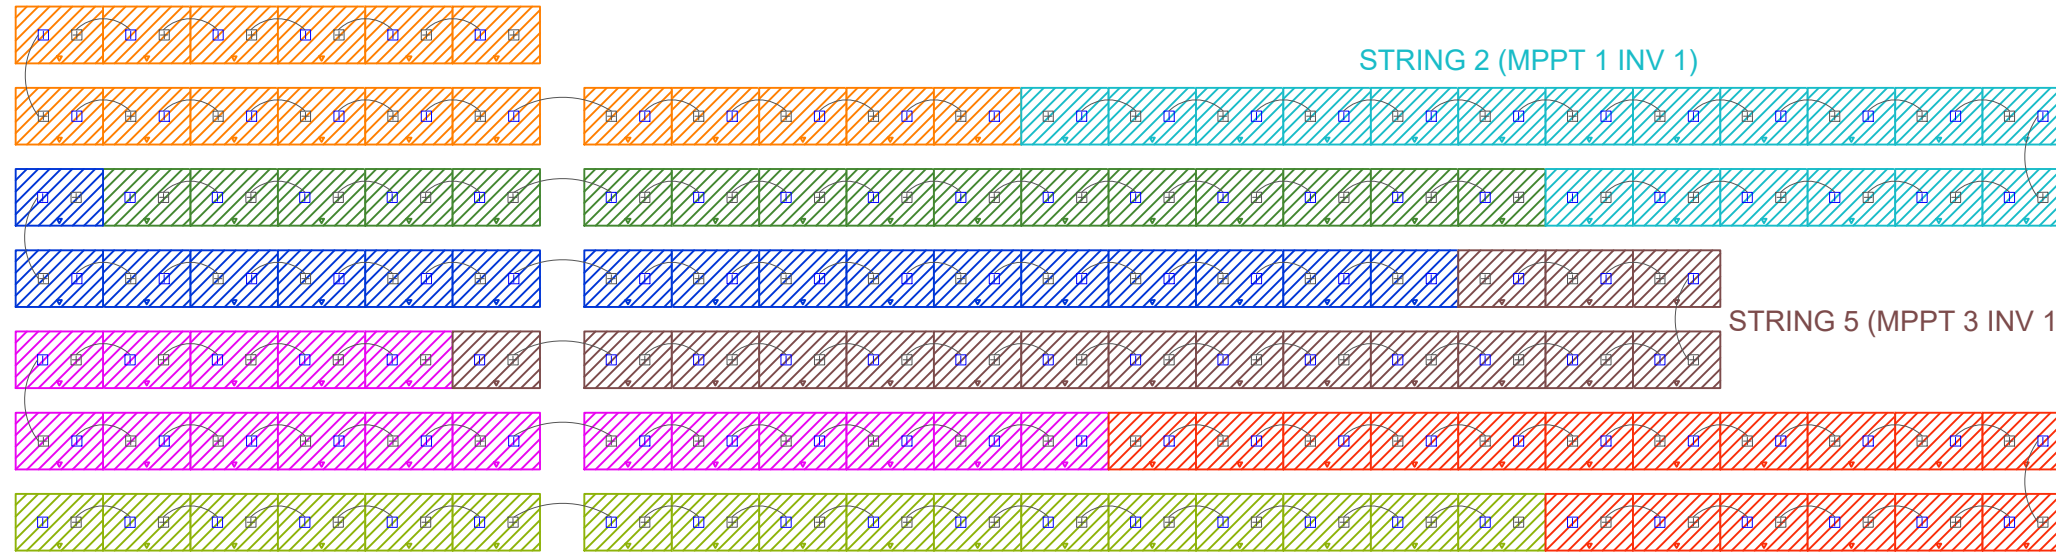 STRING 2 (MPPT 1 INV 1)
STRING 5 (MPPT 3 INV 1